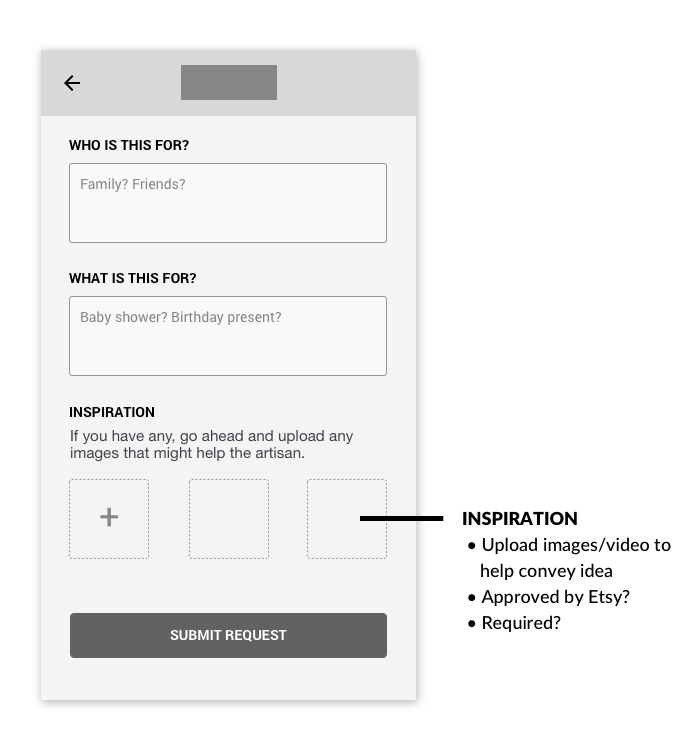 WHO IS THIS FOR?
Family? Friends?
WHAT IS THIS FOR?
Baby shower? Birthday present?
INSPIRATION
If you have any, go ahead and upload any
images that might help the artisan.
+
SUBMIT REQUEST
INSPIRATION
• Upload images/video to
help convey idea
• Approved by Etsy?
• Required?